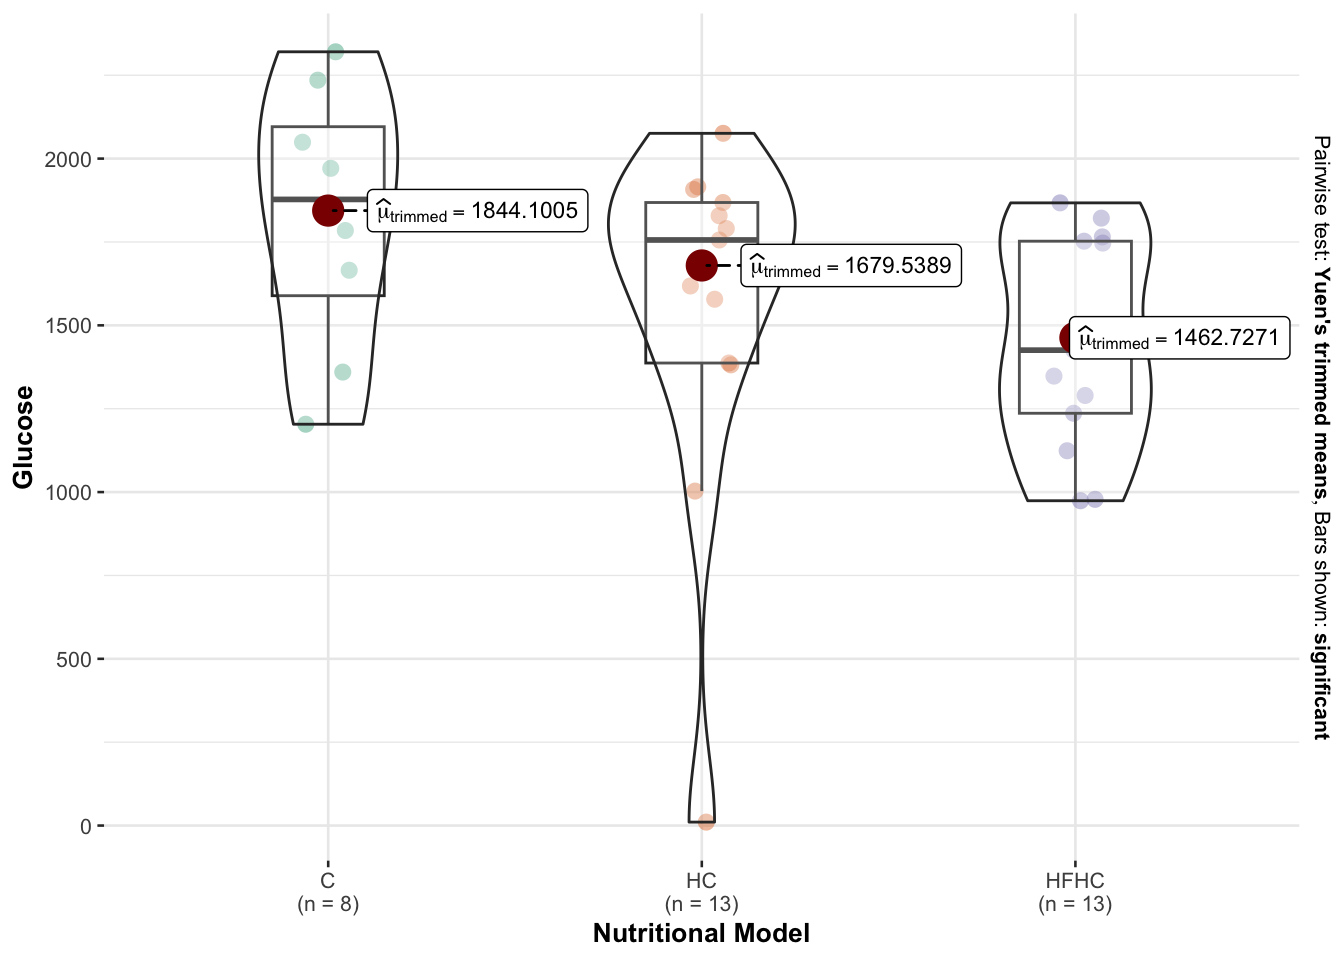 2000
1500
1000
500
0
Glucose
μ̂trimmed = 1844.1005
μ̂trimmed = 1679.5389
μ̂trimmed = 1462.7271
C
(n = 8)
HC
(n = 13)
HFHC
(n = 13)
Nutritional Model
Pairwise test: Yuen's trimmed means, Bars shown: significant